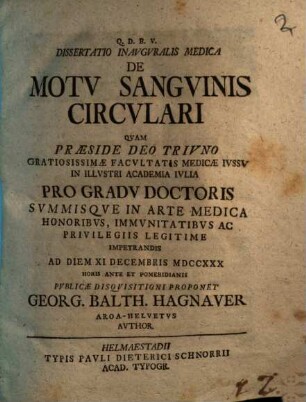 2
Q. D. B. V.
DISSERTATIO INAVGVRALIS MEDICA
DE
MOTV SANGVINIS
CIRCVLARI
QVAM
PRÆSIDE DEO TRIVNO
GRATIOSISSIMÆ FACVLTATIS MEDICÆ IVSSV
IN ILLVSTRI ACADEMIA IVLIA
PRO GRADV DOCTORIS
SVMMISQVE IN ARTE MEDICA
HONORIBVS, IMMVNITATIBVS AC
PRIVILEGIIS LEGITIME
IMPETRANDIS
AD DIEM XI DECEMBRIS MDCCXXX
HORIS ANTE ET POMERIDIANIS
PVBLICÆ DISQVISITIONI PROPONET
GEORG. BALTH. HAGNAVER
AROA-HELVETVS
AVTHOR.
HELMAESTADII
TYPIS PAVLI DIETERICI SCHNORRII
ACAD. TYPOGR.